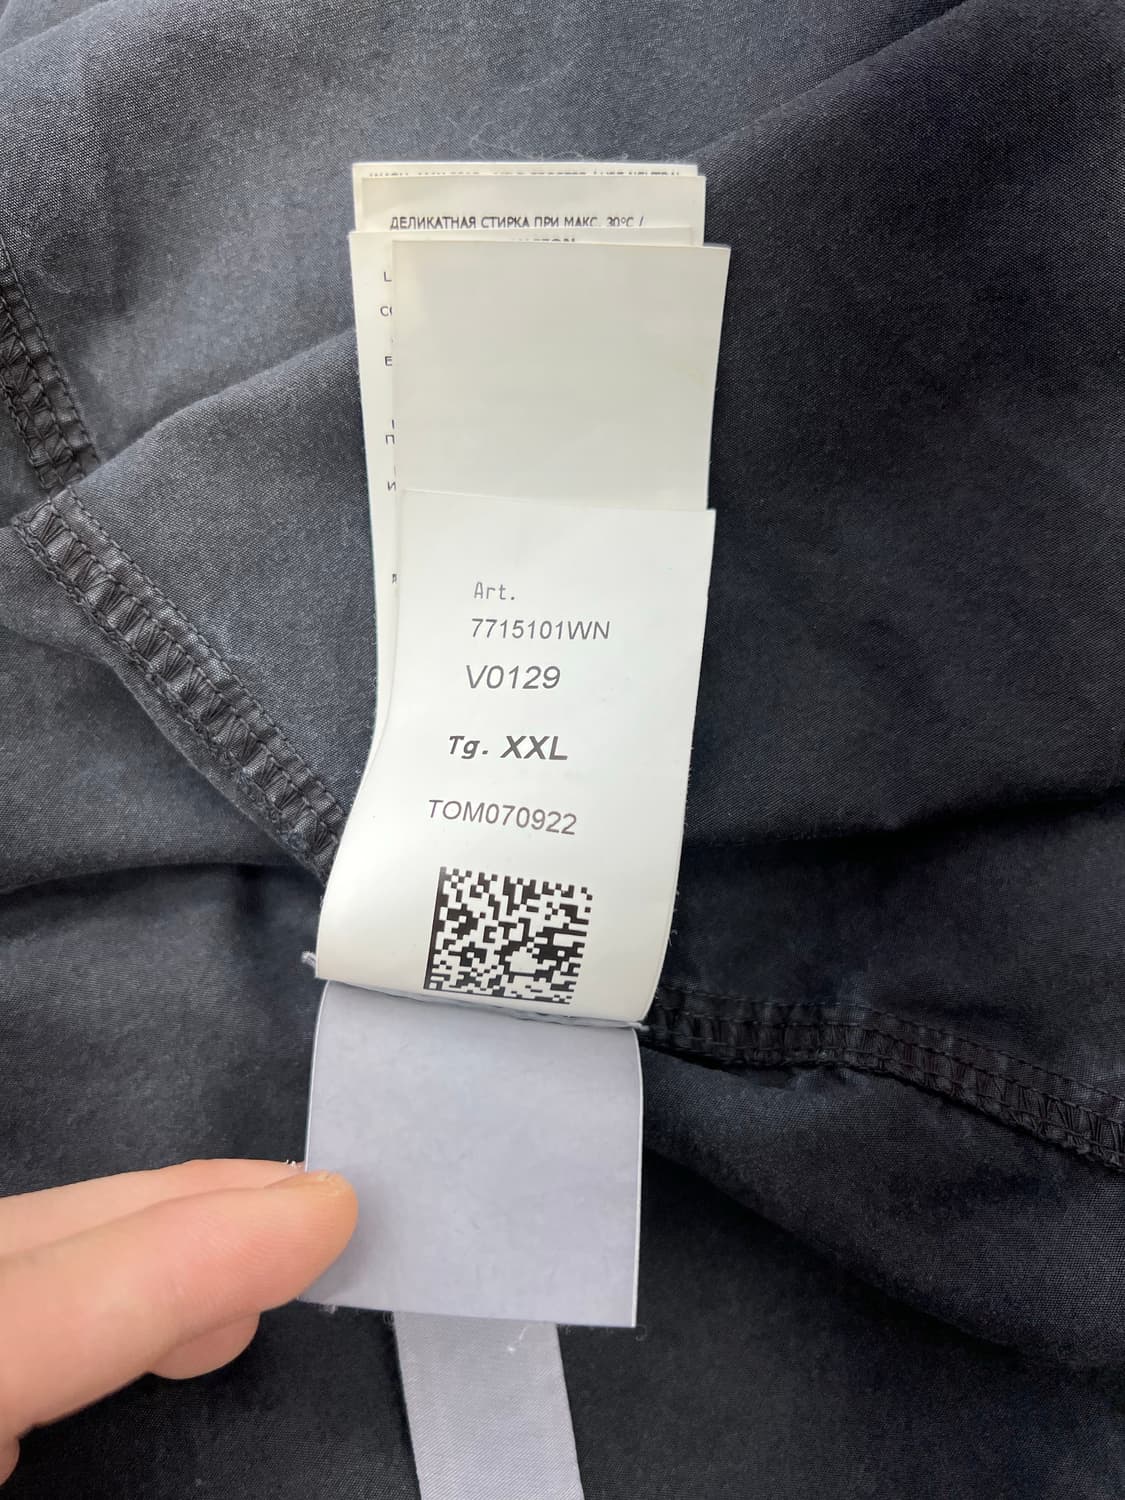 ДЕЛИКАТНАЯ СТИРКА ПРИ МАКС. 30°C /
Art.
7715101WN
V0129
Tg. XXL
TOM070922